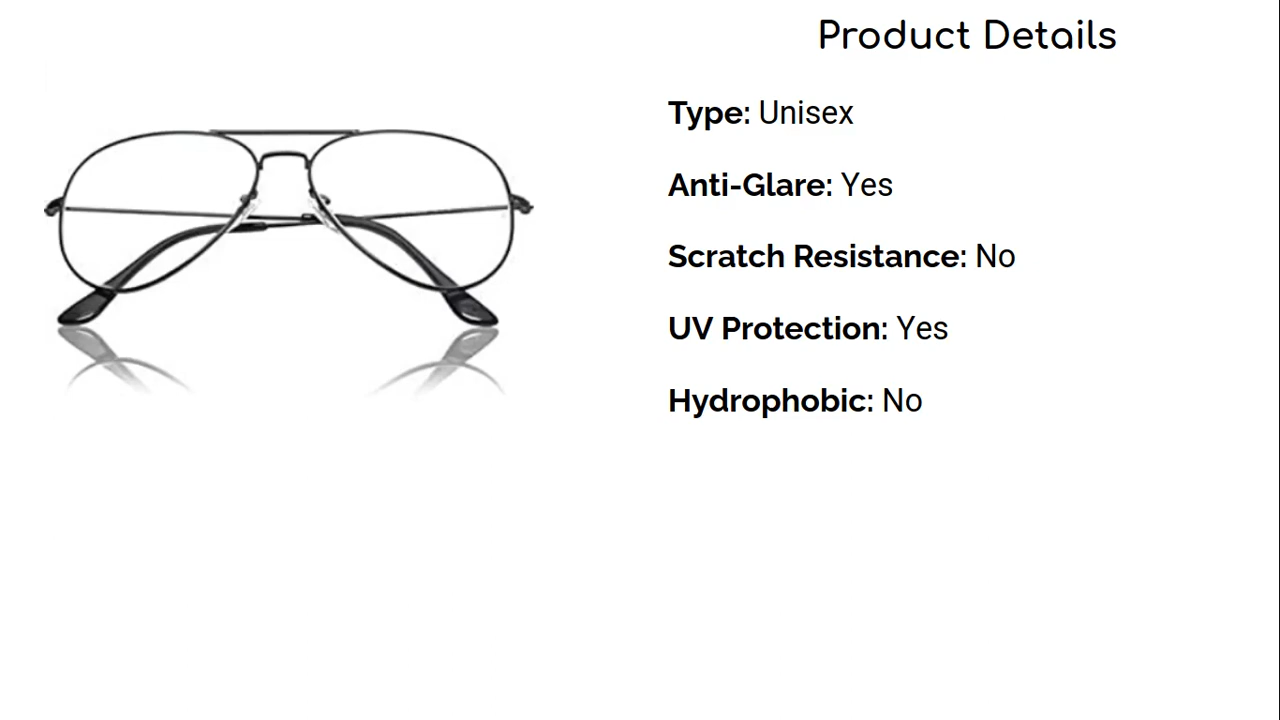 Product Details
Type: Unisex
Anti-Glare: Yes
Scratch Resistance: No
UV Protection: Yes
Hydrophobic: No